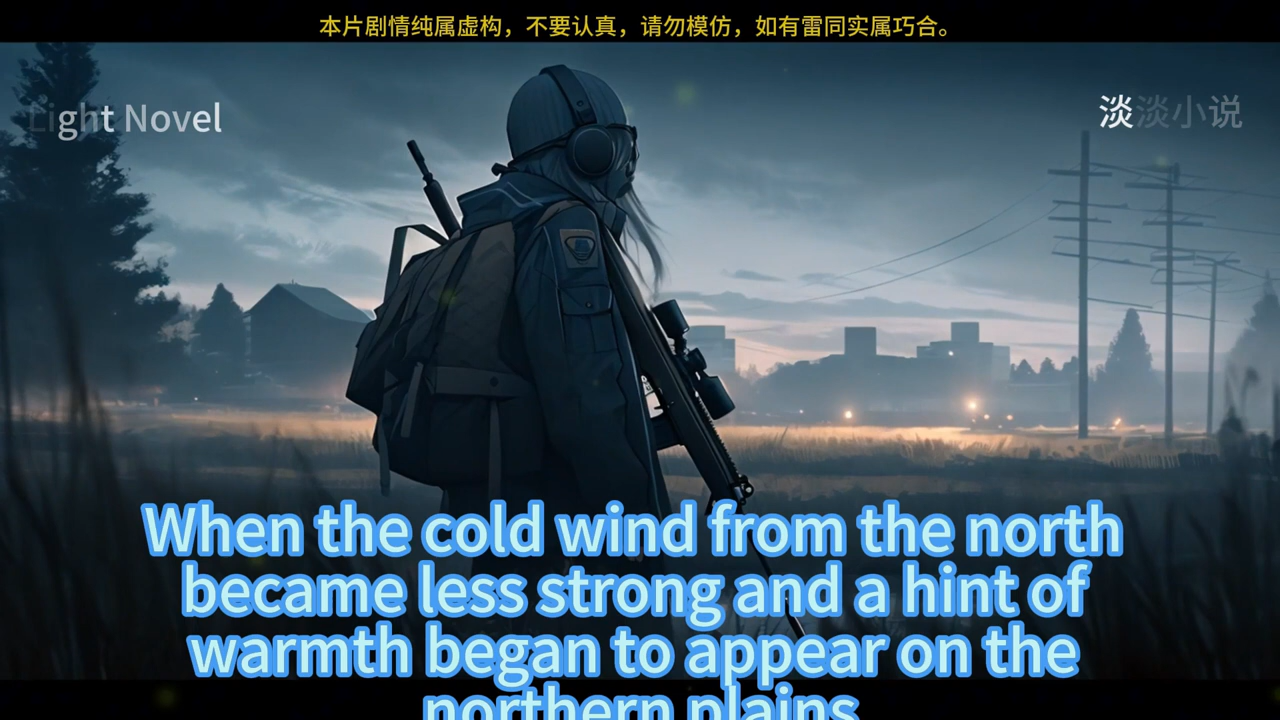 本片剧情纯属虚构，不要认真，请勿模仿，如有雷同实属巧合。
Light Novel
淡淡小说
When the cold wind from the north
became less strong and a hint of
warmth began to appear on the
northern plains